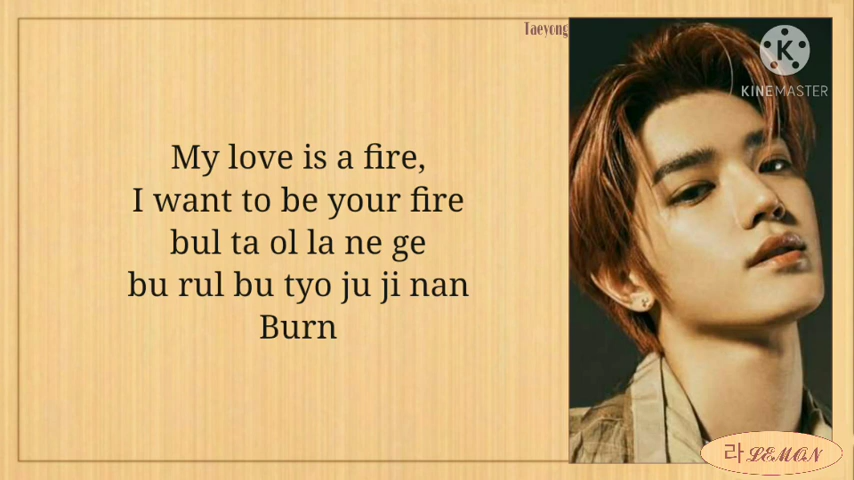 Taeyong
K
KINEMASTER
My love is a fire,
I want to be your fire
bul ta ol la ne ge
bu rul bu tyo ju ji nan
Burn
라 LEMON